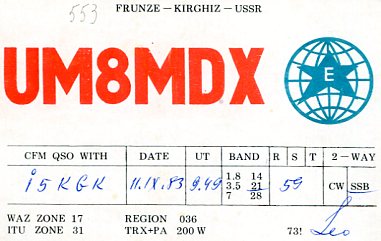 553
FRUNZE – KIRGHIZ – USSR
UM8MDX
E
CFM QSO WITH DATE UT BAND R S T 2 – WAY
i5KGK 11.IX.83 9.49 1.8 14 59 CW SSB
3.5 21
7 28
WAZ ZONE 17 REGION 036
ITU ZONE 31 TRX+PA 200 W 73! Leo